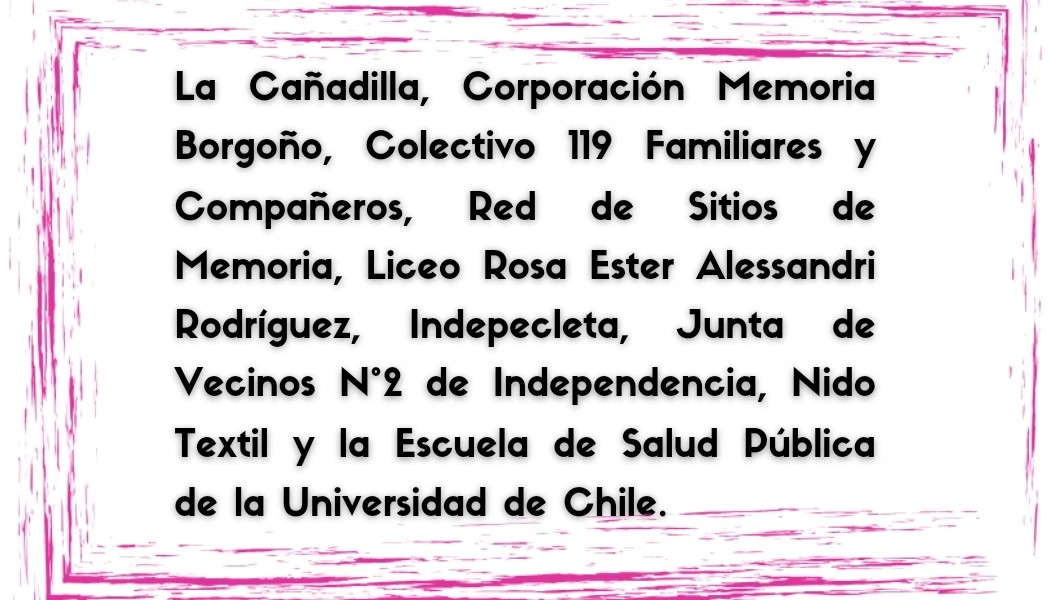 La Cañadilla, Corporación Memoria
Borgoño, Colectivo 119 Familiares y
Compañeros, Red de Sitios de
Memoria, Liceo Rosa Ester Alessandri
Rodríguez, Indepecleta, Junta de
Vecinos N°2 de Independencia, Nido
Textil y la Escuela de Salud Pública
de la Universidad de Chile.